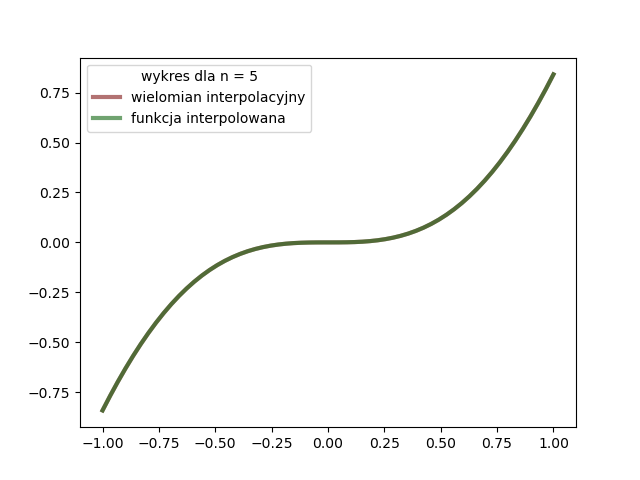 wykres dla n = 5
wielomian interpolacyjny
funkcja interpolowana
0.75
0.50
0.25
0.00
−0.25
−0.50
−0.75
−1.00 −0.75 −0.50 −0.25 0.00 0.25 0.50 0.75 1.00